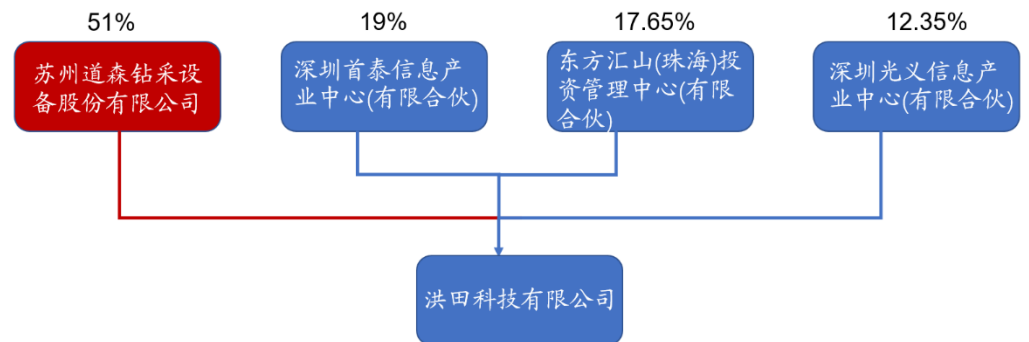 51%
19%
17.65%
12.35%
苏州道森钻采设
备股份有限公司
深圳首泰信息产
业中心(有限合伙)
东方汇山(珠海)投
资管理中心(有限
合伙)
深圳光义信息产
业中心(有限合伙)
洪田科技有限公司